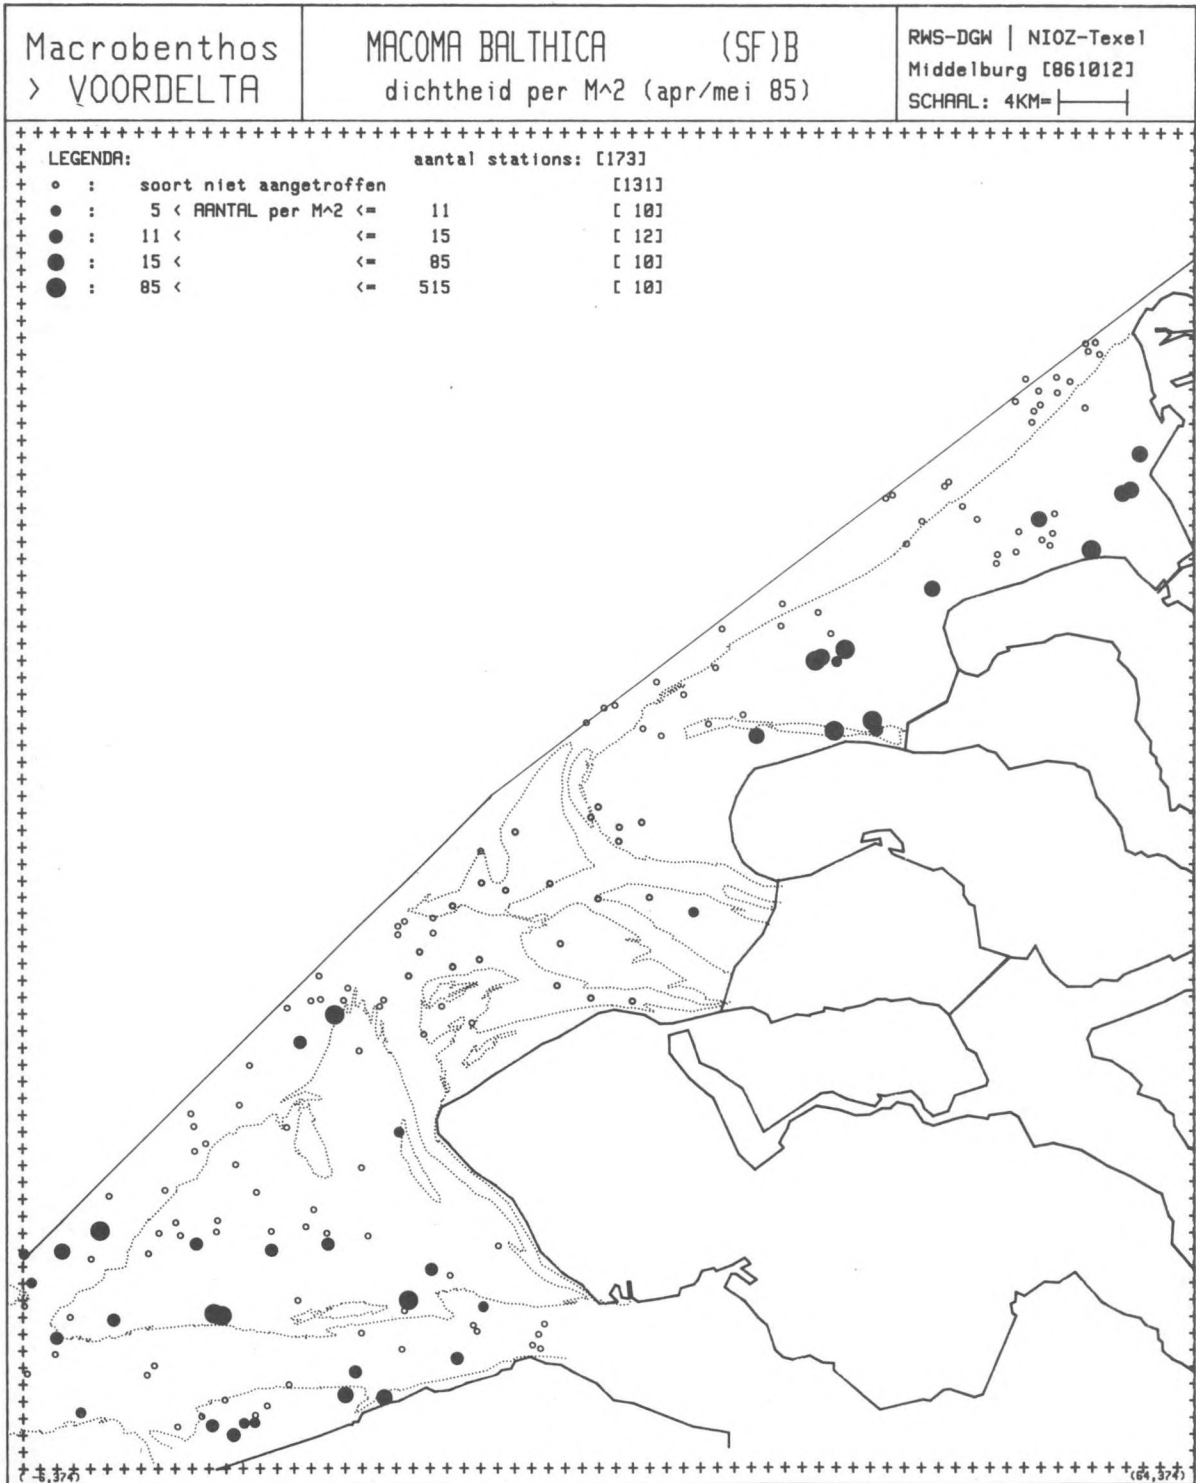 Macrobenthos
> VOORDELTA
MACOMA BALTHICA (SF)B
dichtheid per M^2 (apr/mei 85)
RWS-DGW | NIOZ-Texel
Middelburg [861012]
SCHAAL: 4KM=
LEGENDA: aantal stations: [173]
: soort niet aangetroffen [131]
: 5 < AANTAL per M^2 <= 11 [ 10]
: 11 < <= 15 [ 12]
: 15 < <= 85 [ 10]
: 85 < <= 515 [ 10]
(-6,374) (64,374)